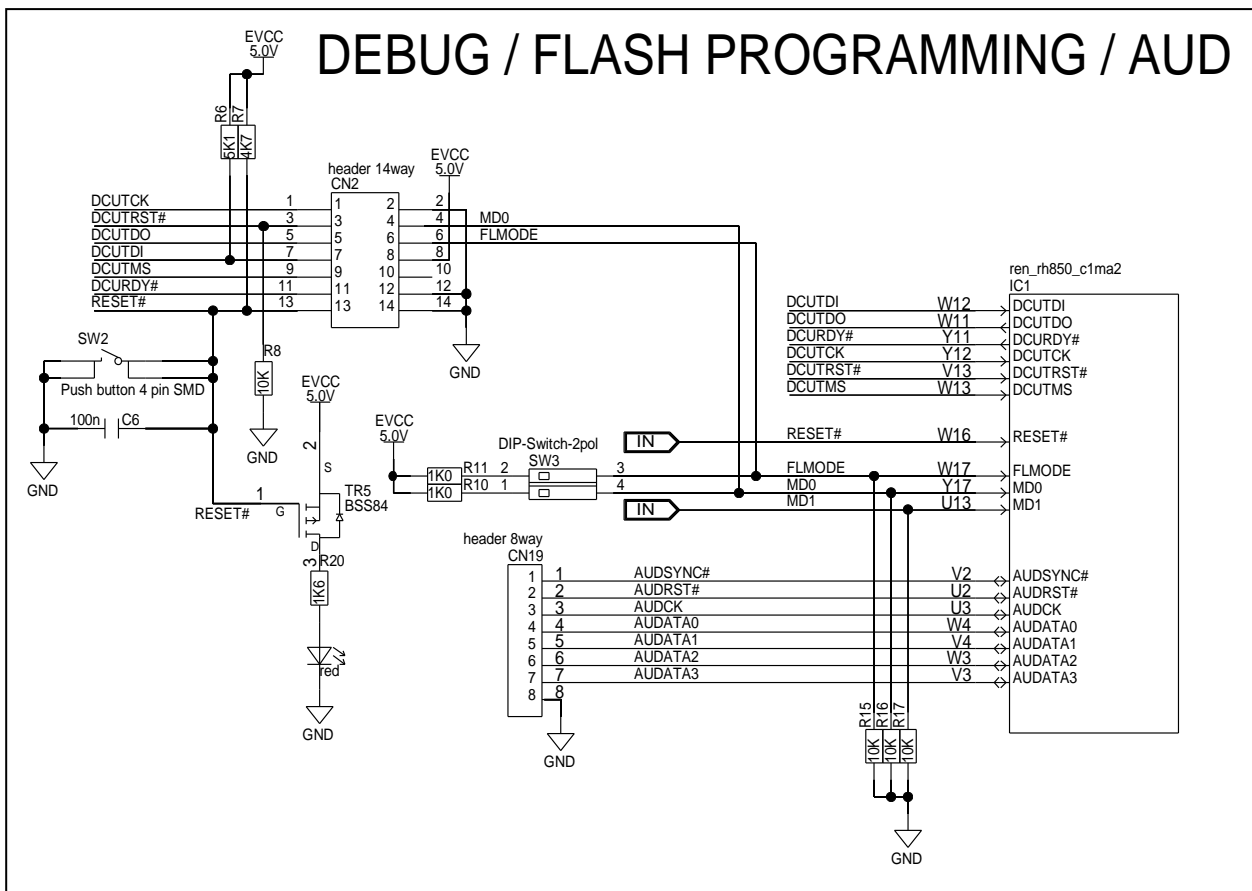 DEBUG / FLASH PROGRAMMING / AUD
EVCC
5.0V
R6
R7
5K1
4K7
header 14way
CN2
EVCC
5.0V
DCUTCK 1 1 2 2
DCUTRST# 3 3 4 4 MD0
DCUTDO 5 5 6 6 FLMODE
DCUTDI 7 7 8 8
DCUTMS 9 9 10 10
DCURDY# 11 11 12 12
RESET# 13 13 14 14
GND
SW2
Push button 4 pin SMD
100n C6
GND
R8
10K
GND
EVCC
5.0V
2
S
TR5
BSS84
1
G
RESET#
D
3
R20
1K6
red
GND
EVCC
5.0V
DIP-Switch-2pol
SW3
1K0 R11 2 3 FLMODE W17 FLMODE
1K0 R10 1 4 MD0 Y17 MD0
IN MD1 U13 MD1
ren_rh850_c1ma2
IC1
DCUTDI W12 DCUTDI
DCUTDO W11 DCUTDO
DCURDY# Y11 DCURDY#
DCUTCK Y12 DCUTCK
DCUTRST# V13 DCUTRST#
DCUTMS W13 DCUTMS
IN RESET# W16 RESET#
header 8way
CN19
1 1 AUDSYNC# V2 AUDSYNC#
2 2 AUDRST# U2 AUDRST#
3 3 AUDCK U3 AUDCK
4 4 AUDATA0 W4 AUDATA0
5 5 AUDATA1 V4 AUDATA1
6 6 AUDATA2 W3 AUDATA2
7 7 AUDATA3 V3 AUDATA3
8 8
GND
R15
R16
R17
10K
10K
10K
GND